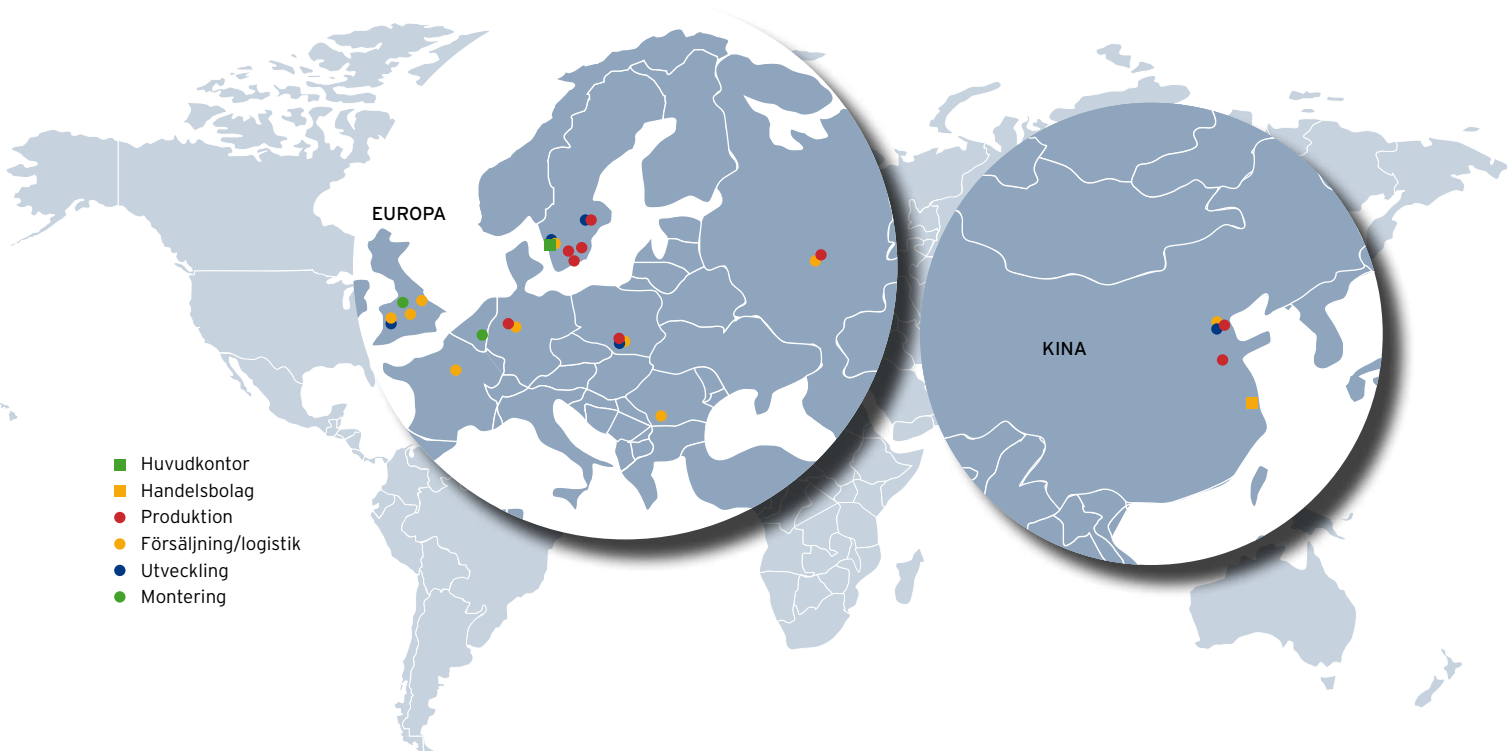 EUROPA
KINA
Huvudkontor
Handelsbolag
Produktion
Försäljning/logistik
Utveckling
Montering